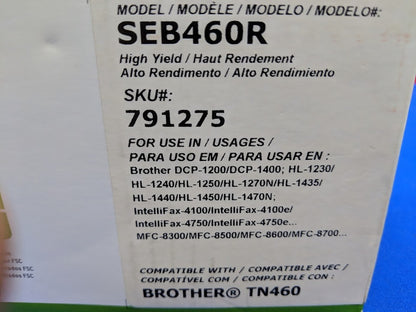 MODEL / MODÈLE / MODELO / MODELO#:
SEB460R
High Yield / Haut Rendement
Alto Rendimento / Alto Rendimiento
SKU#:
791275
FOR USE IN / USAGES/
PARA USO EM / PARA USAR EN :
Brother DCP-1200/DCP-1400; HL-1230/
HL-1240/HL-1250/HL-1270N/HL-1435/
HL-1440/HL-1450/HL-1470N;
IntelliFax-4100/IntelliFax-4100e/
IntelliFax-4750/IntelliFax-4750e...
MFC-8300/MFC-8500/MFC-8600/MFC-8700...
COMPATIBLE WITH / COMPATIBLE AVEC /
COMPATÍVEL COM / COMPATIBLE CON :
BROTHER® TN460
FSC
FSC